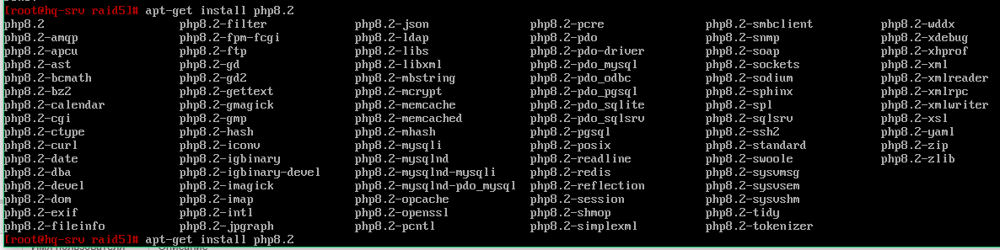 [root@hq-srv raid5]# apt-get install php8.2
php8.2 php8.2-filter php8.2-json php8.2-pcre php8.2-smbclient php8.2-wddx
php8.2-amqp php8.2-fpm-fcgi php8.2-ldap php8.2-pdo php8.2-snmp php8.2-xdebug
php8.2-apcu php8.2-ftp php8.2-libs php8.2-pdo-driver php8.2-soap php8.2-xhprof
php8.2-ast php8.2-gd php8.2-libxml php8.2-pdo_mysql php8.2-sockets php8.2-xml
php8.2-bcmath php8.2-gd2 php8.2-mbstring php8.2-pdo_odbc php8.2-sodium php8.2-xmlreader
php8.2-bz2 php8.2-gettext php8.2-mcrypt php8.2-pdo_pgsql php8.2-sphinx php8.2-xmlrpc
php8.2-calendar php8.2-gmagick php8.2-memcache php8.2-pdo_sqlite php8.2-spl php8.2-xmlwriter
php8.2-cgi php8.2-gmp php8.2-memcached php8.2-pdo_sqlsrv php8.2-sqlsrv php8.2-xsl
php8.2-ctype php8.2-hash php8.2-mhash php8.2-pgsql php8.2-ssh2 php8.2-yaml
php8.2-curl php8.2-iconv php8.2-mysqli php8.2-posix php8.2-standard php8.2-zip
php8.2-date php8.2-igbinary php8.2-mysqlnd php8.2-readline php8.2-swoole php8.2-zlib
php8.2-dba php8.2-igbinary-devel php8.2-mysqlnd-mysqli php8.2-redis php8.2-sysvmsg
php8.2-devel php8.2-imagick php8.2-mysqlnd-pdo_mysql php8.2-reflection php8.2-sysvsem
php8.2-dom php8.2-imap php8.2-opcache php8.2-session php8.2-sysvshm
php8.2-exif php8.2-intl php8.2-openssl php8.2-shmop php8.2-tidy
php8.2-fileinfo php8.2-jpgraph php8.2-pcntl php8.2-simplexml php8.2-tokenizer
[root@hq-srv raid5]# apt-get install php8.2